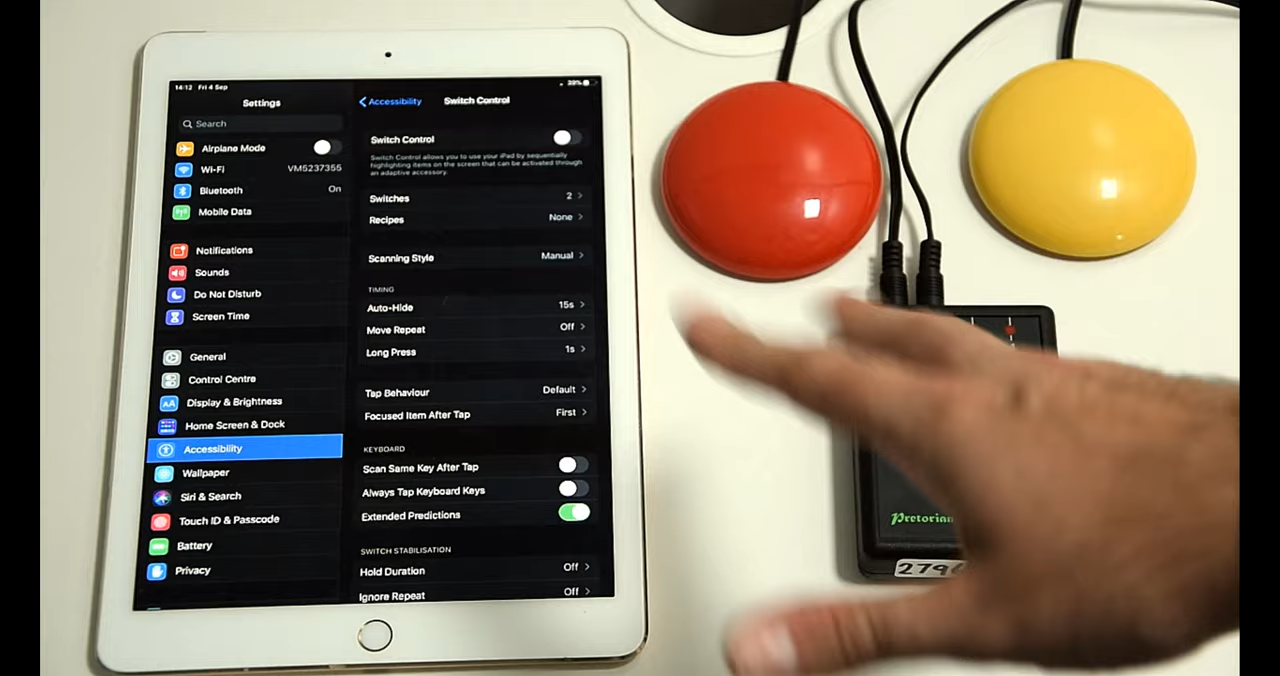 14:12 Fri 4 Sep
39%
Settings
Accessibility
Switch Control
Search
Airplane Mode
Wi-Fi
VM5237355
Bluetooth
On
Mobile Data
Notifications
Sounds
Do Not Disturb
Screen Time
General
Control Centre
AA
Display & Brightness
Home Screen & Dock
Accessibility
Wallpaper
Siri & Search
Touch ID & Passcode
Battery
Privacy
Switch Control
Switch Control allows you to use your iPad by sequentially
highlighting items on the screen that can be activated through
an adaptive accessory.
Switches
2
Recipes
None
Scanning Style
Manual
TIMING
Auto-Hide
15s
Move Repeat
Off
Long Press
1s
Tap Behaviour
Default
Focused Item After Tap
First
KEYBOARD
Scan Same Key After Tap
Always Tap Keyboard Keys
Extended Predictions
SWITCH STABILISATION
Hold Duration
Off
Ignore Repeat
Off
Pretorian